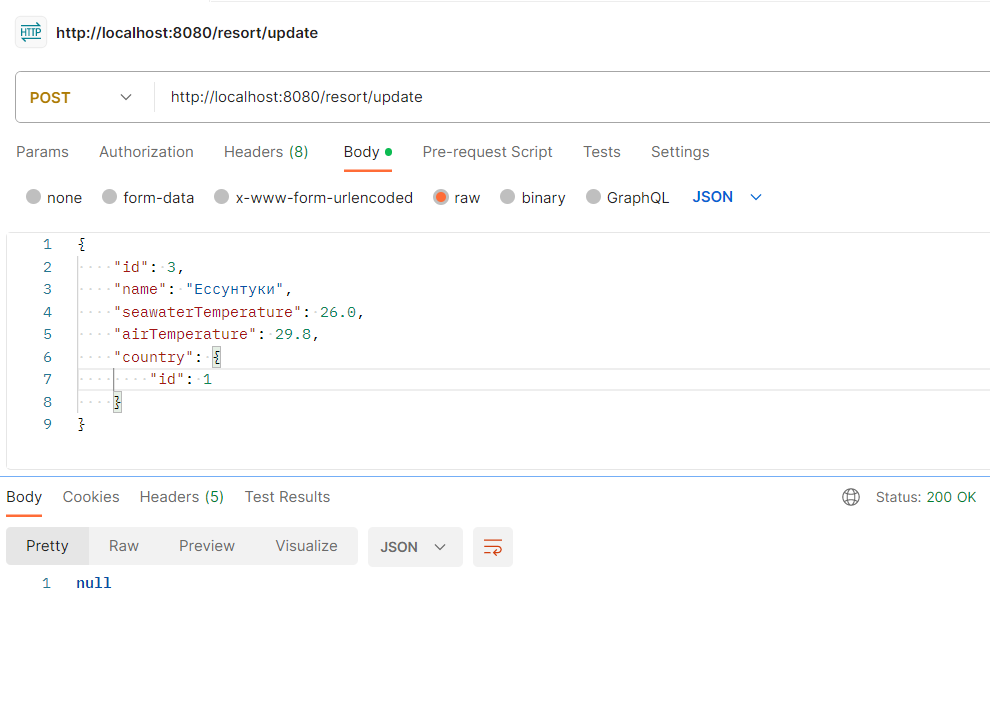 HTTP http://localhost:8080/resort/update
POST http://localhost:8080/resort/update
Params Authorization Headers (8) Body Pre-request Script Tests Settings
none form-data x-www-form-urlencoded raw binary GraphQL JSON
1 {
2 "id": 3,
3 "name": "Ессунтуки",
4 "seawaterTemperature": 26.0,
5 "airTemperature": 29.8,
6 "country": {
7 "id": 1
8 }
9 }
Body Cookies Headers (5) Test Results Status: 200 OK
Pretty Raw Preview Visualize JSON
1 null